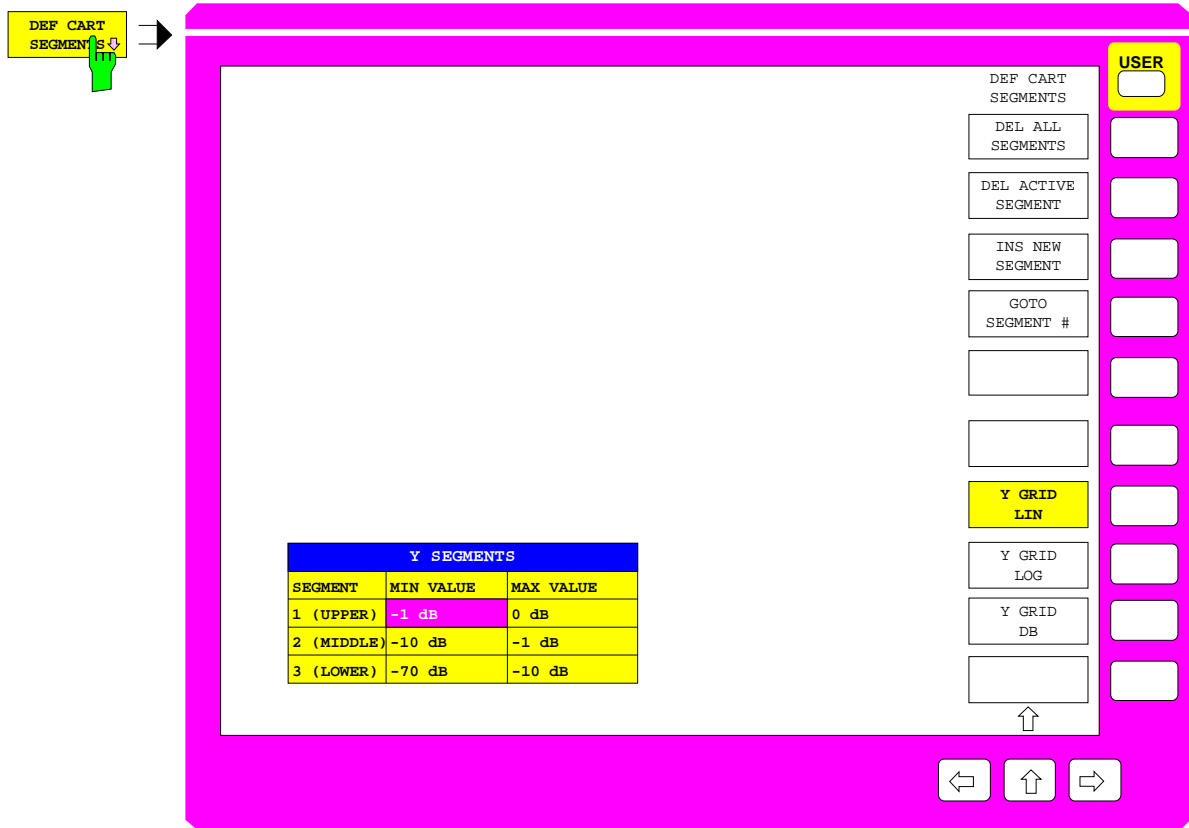 DEF CART
SEGMENTS
USER
DEF CART
SEGMENTS
DEL ALL
SEGMENTS
DEL ACTIVE
SEGMENT
INS NEW
SEGMENT
GOTO
SEGMENT #
Y GRID
LIN
Y GRID
LOG
Y GRID
DB
Y SEGMENTS
SEGMENT MIN VALUE MAX VALUE
1 (UPPER) -1 dB 0 dB
2 (MIDDLE) -10 dB -1 dB
3 (LOWER) -70 dB -10 dB